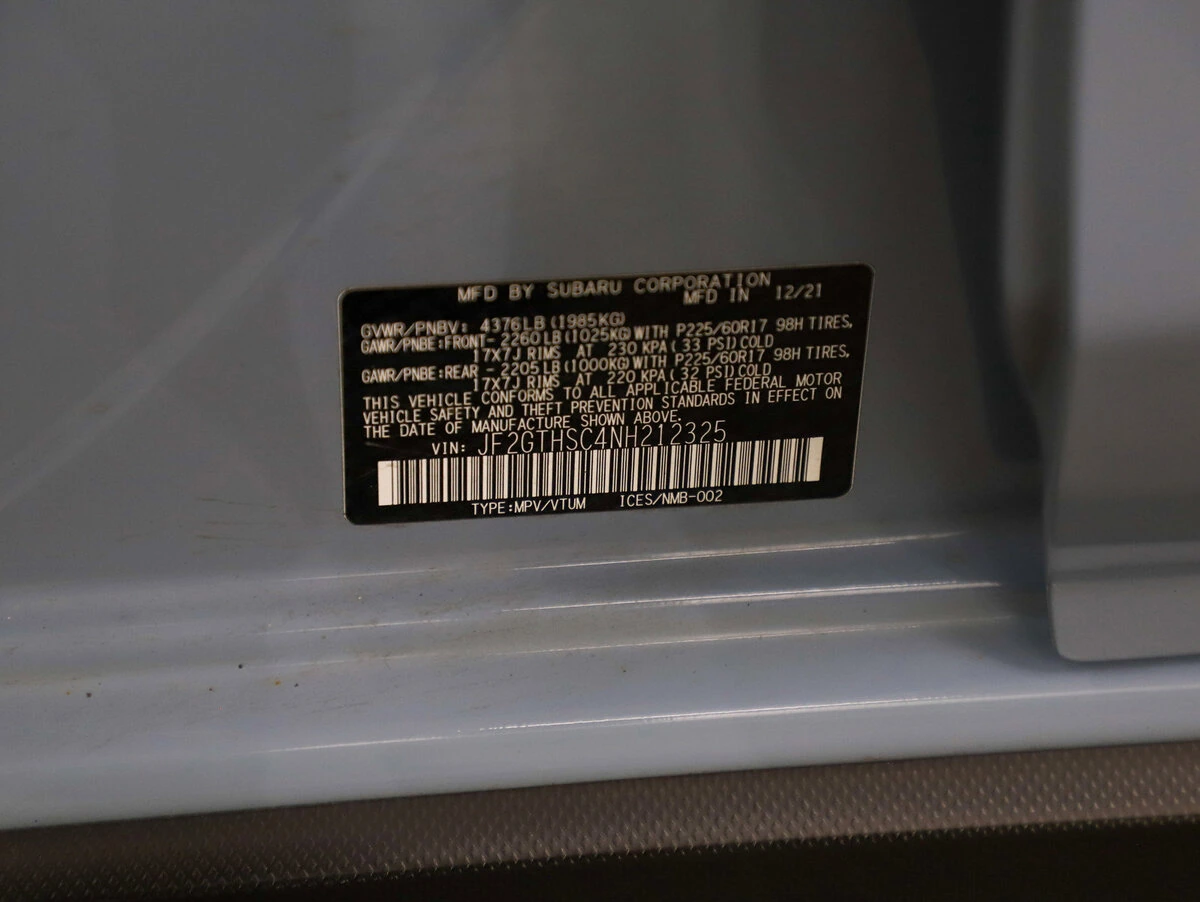 MFD BY SUBARU CORPORATION
MFD IN 12/21
GVWR/PNBV: 4376LB(1985KG)
GAWR/PNBE:FRONT- 2260LB(1025KG)WITH P225/60R17 98H TIRES,
17X7J RIMS AT 230 KPA(33 PSI)COLD
GAWR/PNBE:REAR - 2205LB(1000KG)WITH P225/60R17 98H TIRES,
17X7J RIMS AT 220 KPA(32 PSI)COLD
THIS VEHICLE CONFORMS TO ALL APPLICABLE FEDERAL MOTOR
VEHICLE SAFETY AND THEFT PREVENTION STANDARDS IN EFFECT ON
THE DATE OF MANUFACTURE SHOWN ABOVE.
VIN: JF2GTHSC4NH212325
TYPE:MPV/VTUM ICES/NMB-002